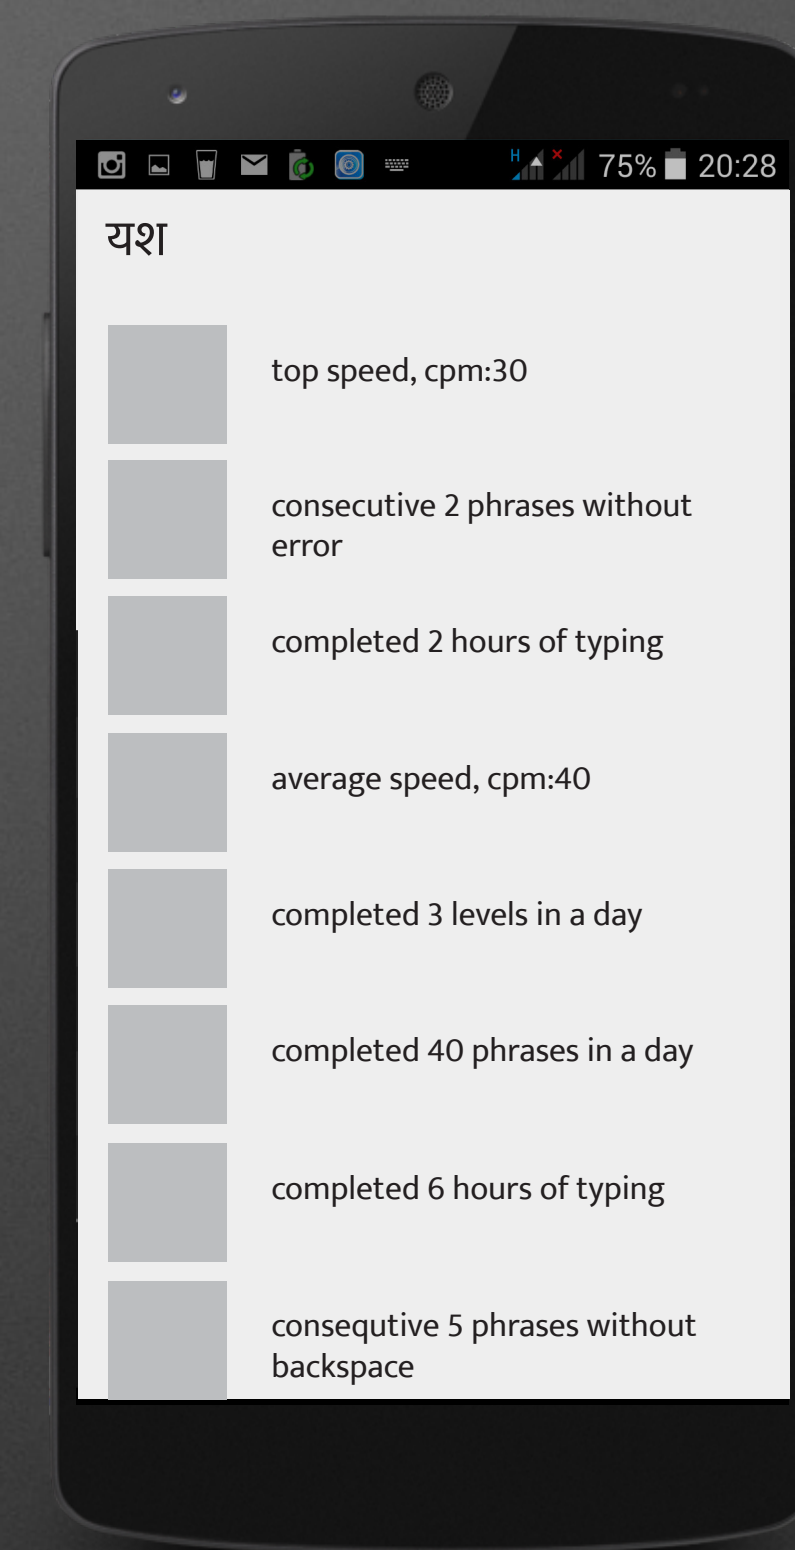 H 75% 20:28
यश
top speed, cpm:30
consecutive 2 phrases without
error
completed 2 hours of typing
average speed, cpm:40
completed 3 levels in a day
completed 40 phrases in a day
completed 6 hours of typing
consequtive 5 phrases without
backspace